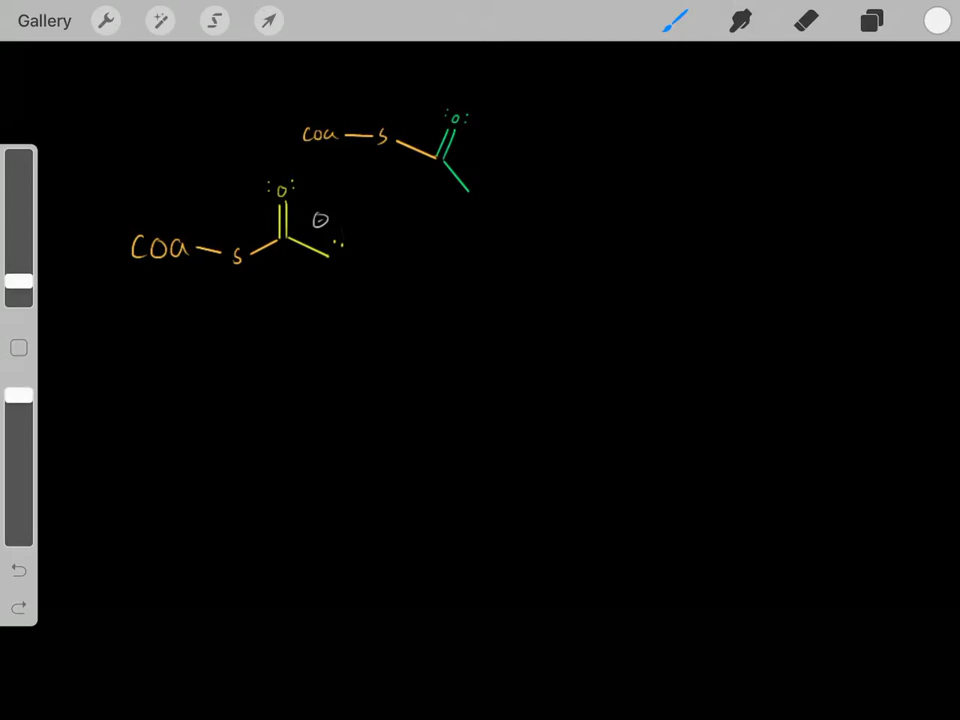 Gallery
:O:
COA — S
:O:
⊖
COA — S